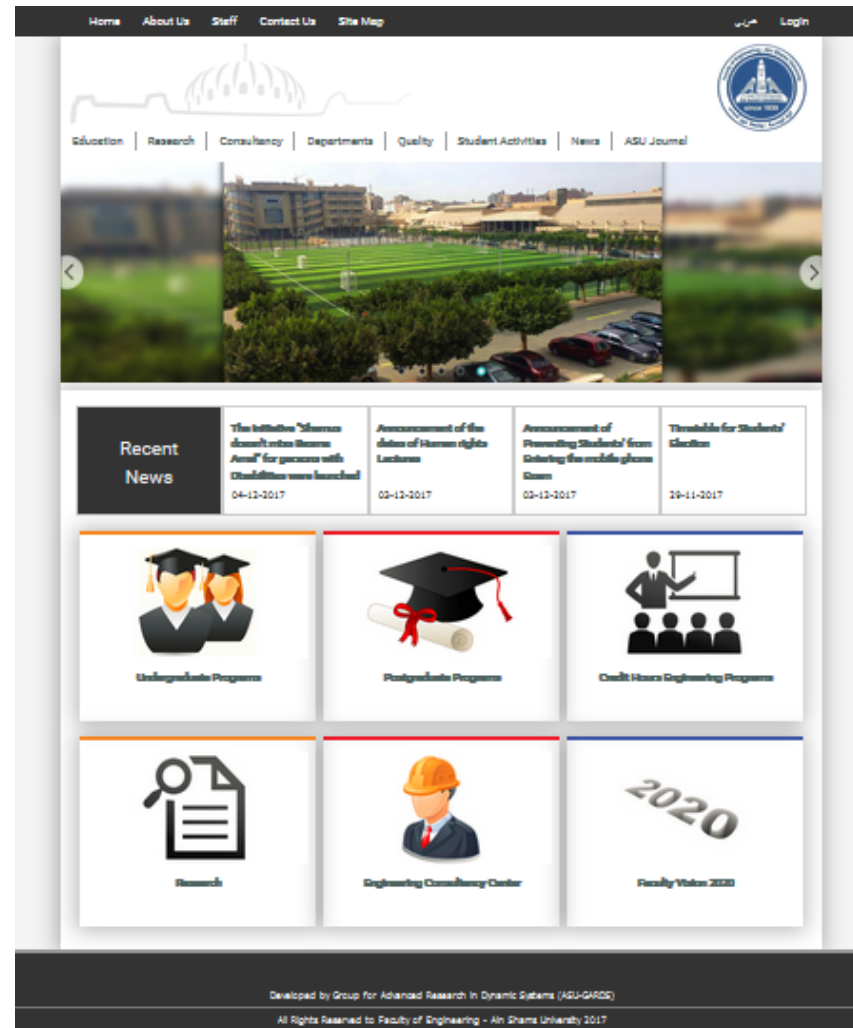 Home About Us Staff Contact Us Site Map عربي Login
since 1839
Education | Research | Consultancy | Departments | Quality | Student Activities | News | ASU Journal
Recent
News
The Initiative "Shamsna
doesn't miss Besma
Amal" for persons with
Disabilities were launched
04-12-2017
Announcement of the
dates of Human rights
Lectures
03-12-2017
Announcement of
Preventing Students' from
Entering the mobile phone
Exam
03-12-2017
Timetable for Students'
Election
29-11-2017
Undergraduate Programs
Postgraduate Programs
Credit Hours Engineering Programs
2020
Research
Engineering Consultancy Center
Faculty Vision 2020
Developed by Group for Advanced Research in Dynamic Systems (ASU-GARDS)
All Rights Reserved to Faculty of Engineering - Ain Shams University 2017